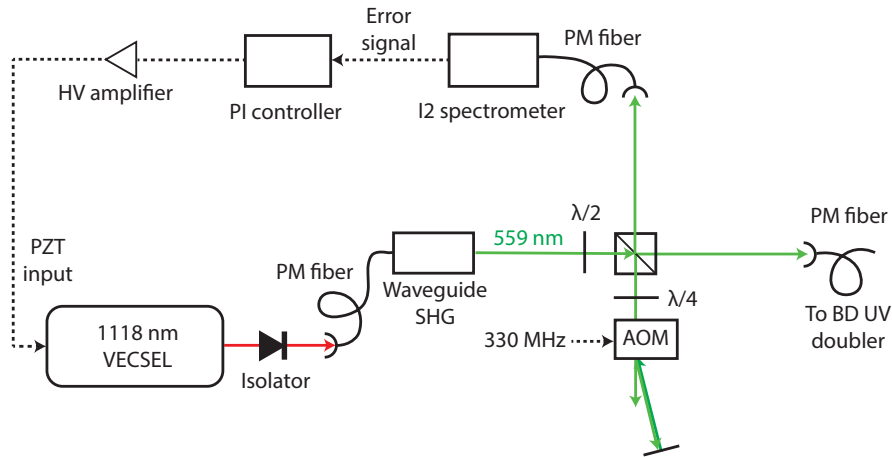 Error
signal
PM fiber
HV amplifier
PI controller
I2 spectrometer
λ/2
559 nm
PM fiber
PM fiber
PZT
input
Waveguide
SHG
λ/4
To BD UV
doubler
1118 nm
VECSEL
330 MHz
AOM
Isolator